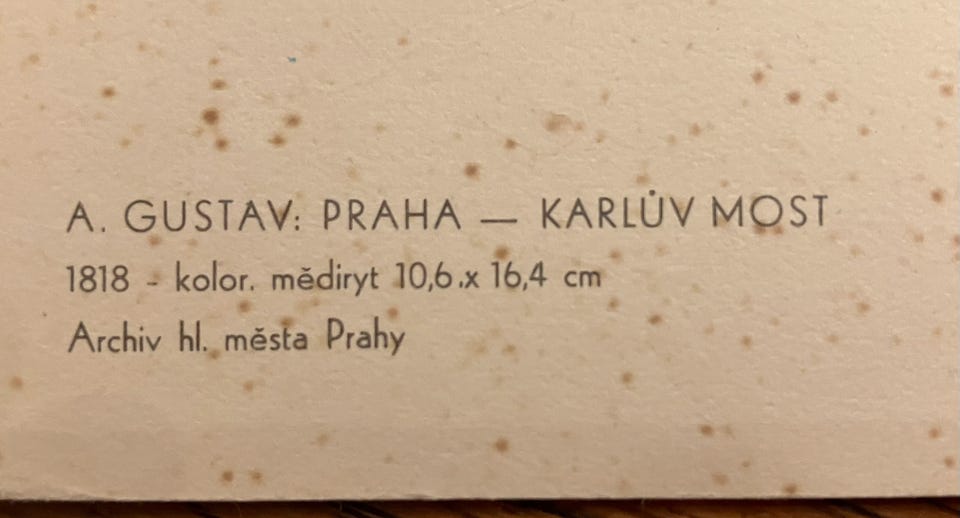 A. GUSTAV: PRAHA — KARLŮV MOST
1818 - kolor. mědiryt 10,6 x 16,4 cm
Archiv hl. města Prahy